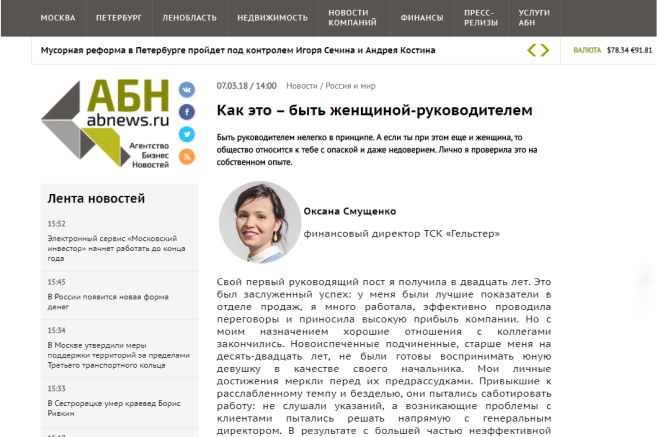 МОСКВА
ПЕТЕРБУРГ
ЛЕНОБЛАСТЬ
НЕДВИЖИМОСТЬ
НОВОСТИ
КОМПАНИЙ
ФИНАНСЫ
ПРЕСС-
РЕЛИЗЫ
УСЛУГИ
АБН
Мусорная реформа в Петербурге пройдет под контролем Игоря Сечина и Андрея Костина
ВАЛЮТА $78.34 €91.81
АБН
abnews.ru
Агентство
Бизнес
Новостей
Лента новостей
15:52
Электронный сервис «Московский
инвестор» начнет работать до конца
года
15:45
В России появится новая форма
денег
15:34
В Москве утвердили меры
поддержки территорий за пределами
Третьего транспортного кольца
15:33
В Сестрорецке умер краевед Борис
Ривкин
07.03.18 / 14:00 Новости / Россия и мир
Как это – быть женщиной-руководителем
Быть руководителем нелегко в принципе. А если ты при этом еще и женщина, то
общество относится к тебе с опаской и даже недоверием. Лично я проверила это на
собственном опыте.
Оксана Смущенко
финансовый директор ТСК «Гельстер»
Свой первый руководящий пост я получила в двадцать лет. Это
был заслуженный успех: у меня были лучшие показатели в
отделе продаж, я много работала, эффективно проводила
переговоры и приносила высокую прибыль компании. Но с
моим назначением хорошие отношения с коллегами
закончились. Новоиспеченные подчиненные, старше меня на
десять-двадцать лет, не были готовы воспринимать юную
девушку в качестве своего начальника. Мои личные
достижения меркли перед их предрассудками. Привыкшие к
расслабленному темпу и безделью, они пытались саботировать
работу: не слушали указаний, а возникающие проблемы с
клиентами пытались решать напрямую с генеральным
директором. В результате с большей частью неэффективной